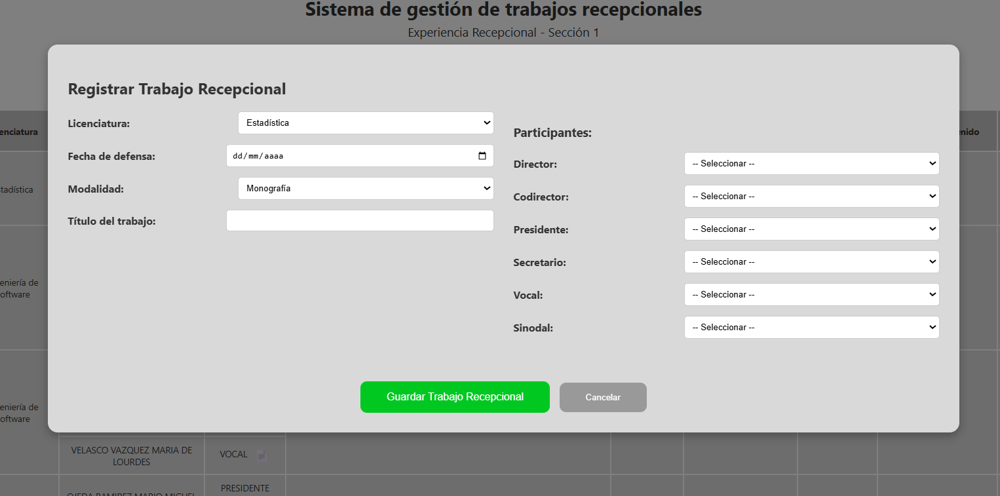 Sistema de gestión de trabajos recepcionales
Experiencia Recepcional - Sección 1
Registrar Trabajo Recepcional
Licenciatura:
Estadística
Fecha de defensa:
dd/mm/aaaa
Modalidad:
Monografía
Título del trabajo:
Participantes:
Director:
-- Seleccionar --
Codirector:
-- Seleccionar --
Presidente:
-- Seleccionar --
Secretario:
-- Seleccionar --
Vocal:
-- Seleccionar --
Sinodal:
-- Seleccionar --
Guardar Trabajo Recepcional
Cancelar
enciatura
enido
tadística
eniería de
oftware
eniería de
oftware
VELASCO VAZQUEZ MARIA DE
LOURDES
VOCAL
OJEDA RAMIREZ MARIO MIGUEL
PRESIDENTE